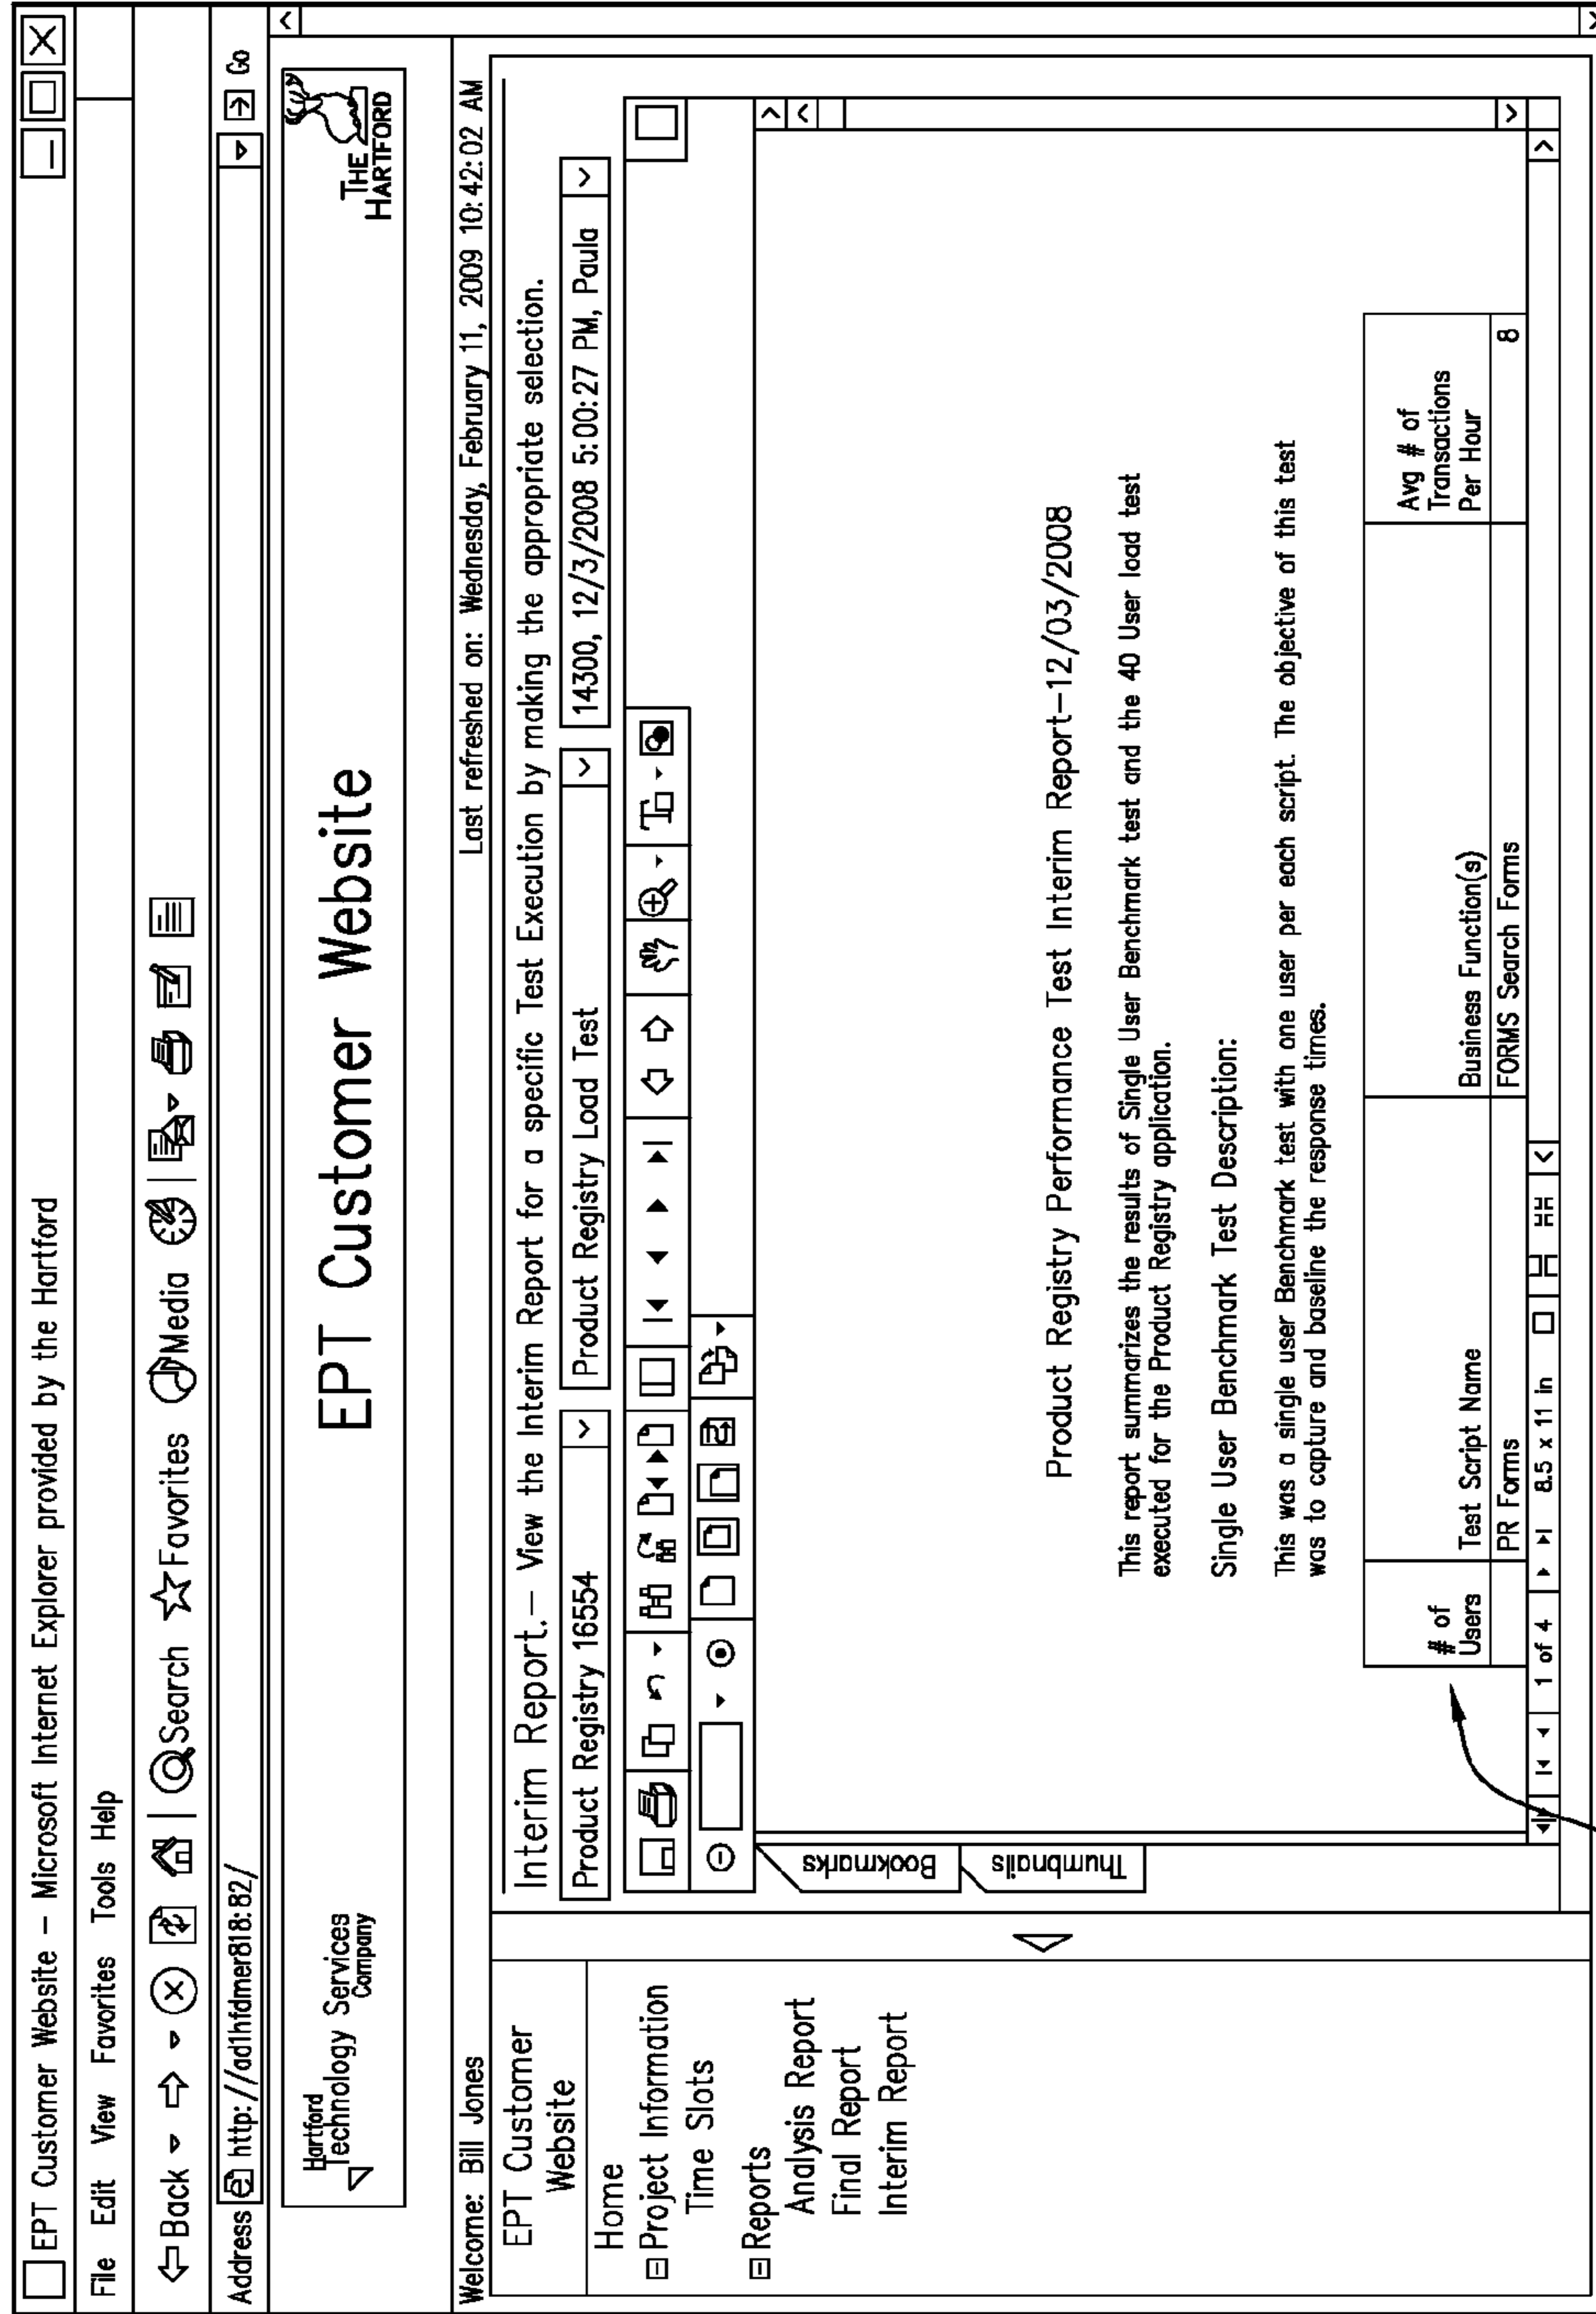 EPT Customer Website – Microsoft Internet Explorer provided by the Hartford
File Edit View Favorites Tools Help
Back Search Favorites Media
Address http://ad1hfdmer818:82/ Go
Hartford
Technology Services
Company
EPT Customer Website
THE
HARTFORD
Welcome: Bill Jones
Last refreshed on: Wednesday, February 11, 2009 10:42:02 AM
EPT Customer
Website
Home
Project Information
Time Slots
Reports
Analysis Report
Final Report
Interim Report
Interim Report.– View the Interim Report for a specific Test Execution by making the appropriate selection.
Product Registry 16554
Product Registry Load Test
14300, 12/3/2008 5:00:27 PM, Paula
Bookmarks
Thumbnails
Product Registry Performance Test Interim Report–12/03/2008
This report summarizes the results of Single User Benchmark test and the 40 User load test
executed for the Product Registry application.
Single User Benchmark Test Description:
This was a single user Benchmark test with one user per each script. The objective of this test
was to capture and baseline the response times.
# of
Users
Test Script Name
Business Function(s)
Avg # of
Transactions
Per Hour
PR Forms
FORMS Search Forms
8
1 of 4
8.5 x 11 in